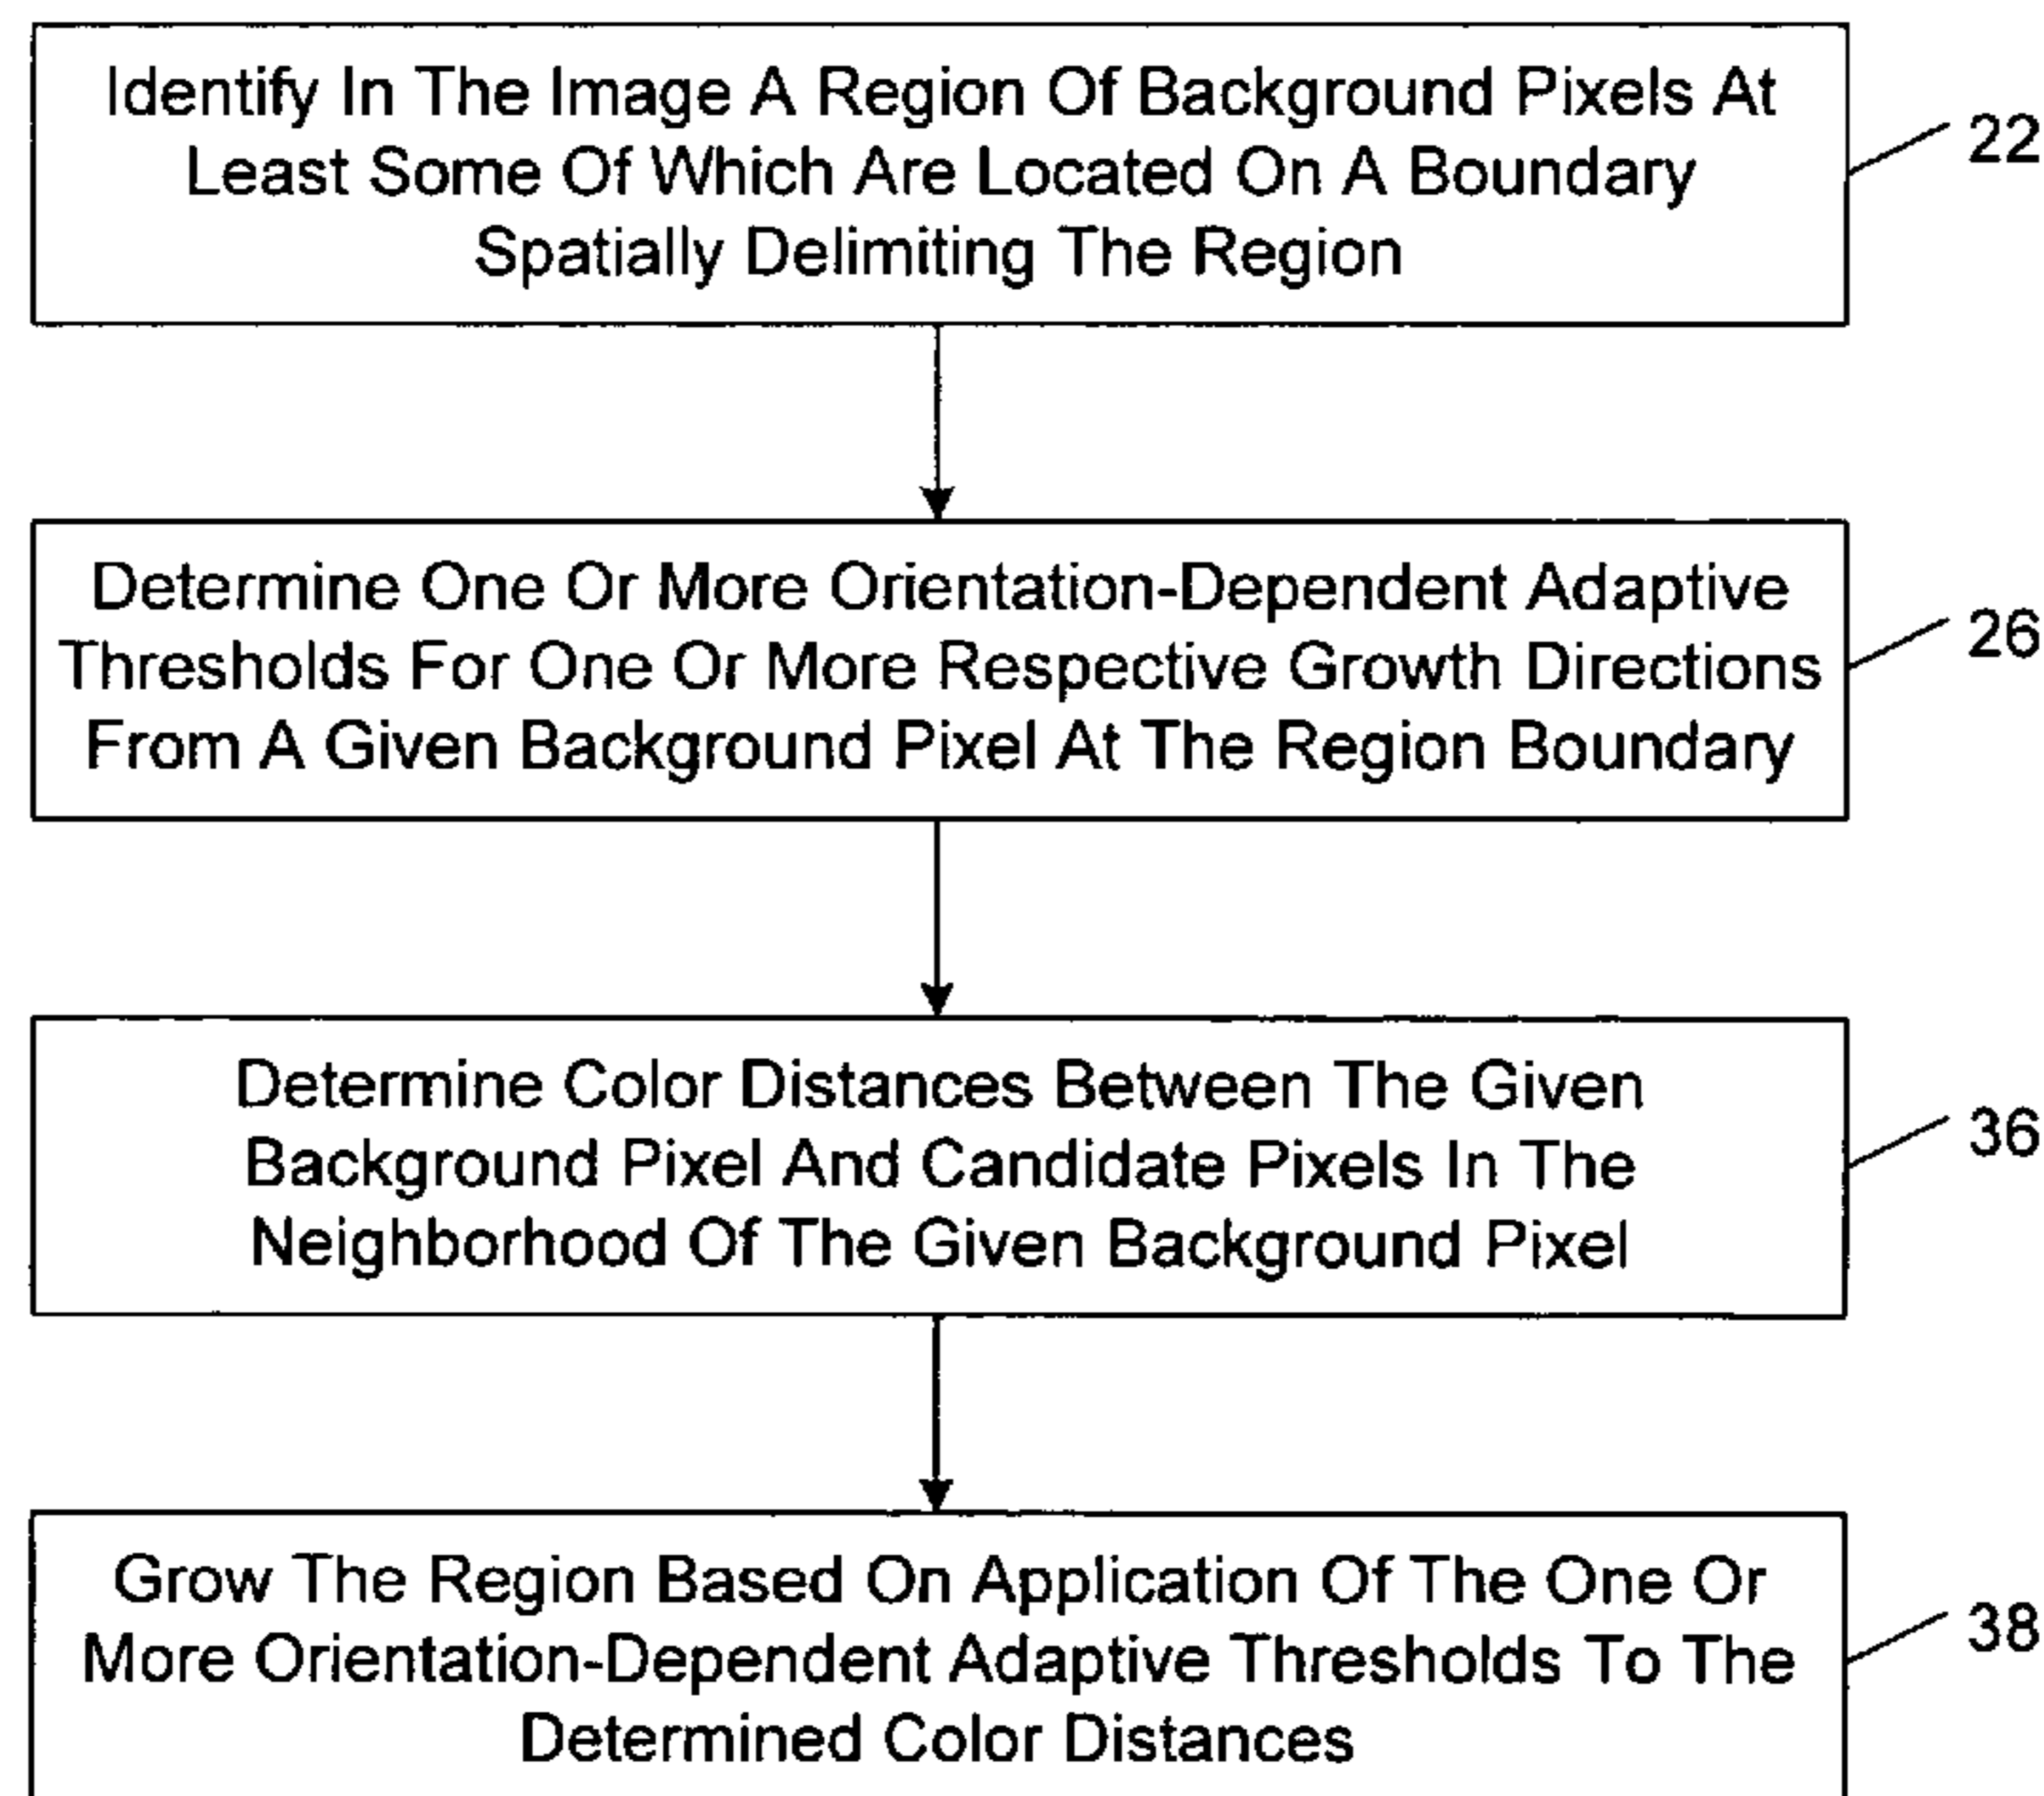 Identify In The Image A Region Of Background Pixels At
Least Some Of Which Are Located On A Boundary
Spatially Delimiting The Region
22
Determine One Or More Orientation-Dependent Adaptive
Thresholds For One Or More Respective Growth Directions
From A Given Background Pixel At The Region Boundary
26
Determine Color Distances Between The Given
Background Pixel And Candidate Pixels In The
Neighborhood Of The Given Background Pixel
36
Grow The Region Based On Application Of The One Or
More Orientation-Dependent Adaptive Thresholds To The
Determined Color Distances
38